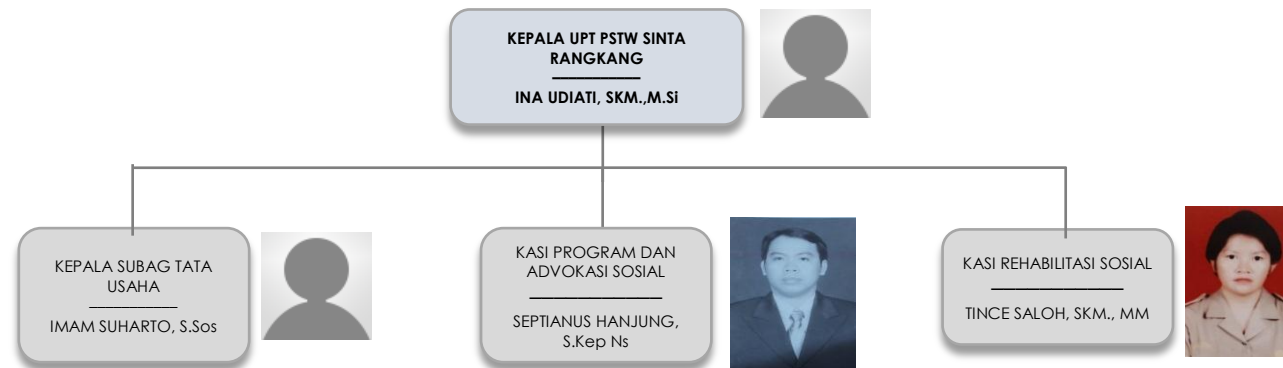 KEPALA UPT PSTW SINTA
RANGKANG
INA UDIATI, SKM.,M.Si
KEPALA SUBAG TATA
USAHA
IMAM SUHARTO, S.Sos
KASI PROGRAM DAN
ADVOKASI SOSIAL
SEPTIANUS HANJUNG,
S.Kep Ns
KASI REHABILITASI SOSIAL
TINCE SALOH, SKM., MM